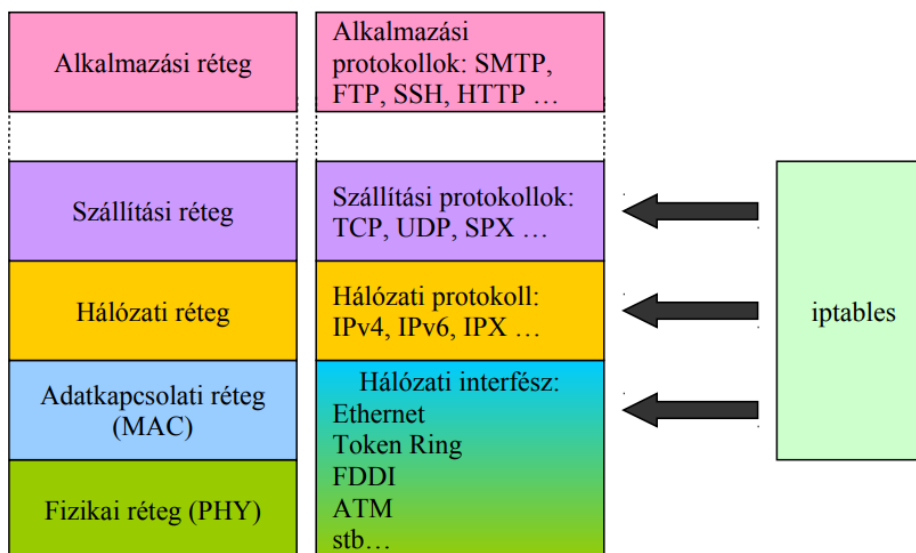 Alkalmazási réteg
Alkalmazási
protokollok: SMTP,
FTP, SSH, HTTP …
Szállítási réteg
Szállítási protokollok:
TCP, UDP, SPX …
Hálózati réteg
Hálózati protokoll:
IPv4, IPv6, IPX …
Adatkapcsolati réteg
(MAC)
Fizikai réteg (PHY)
Hálózati interfész:
Ethernet
Token Ring
FDDI
ATM
stb…
iptables